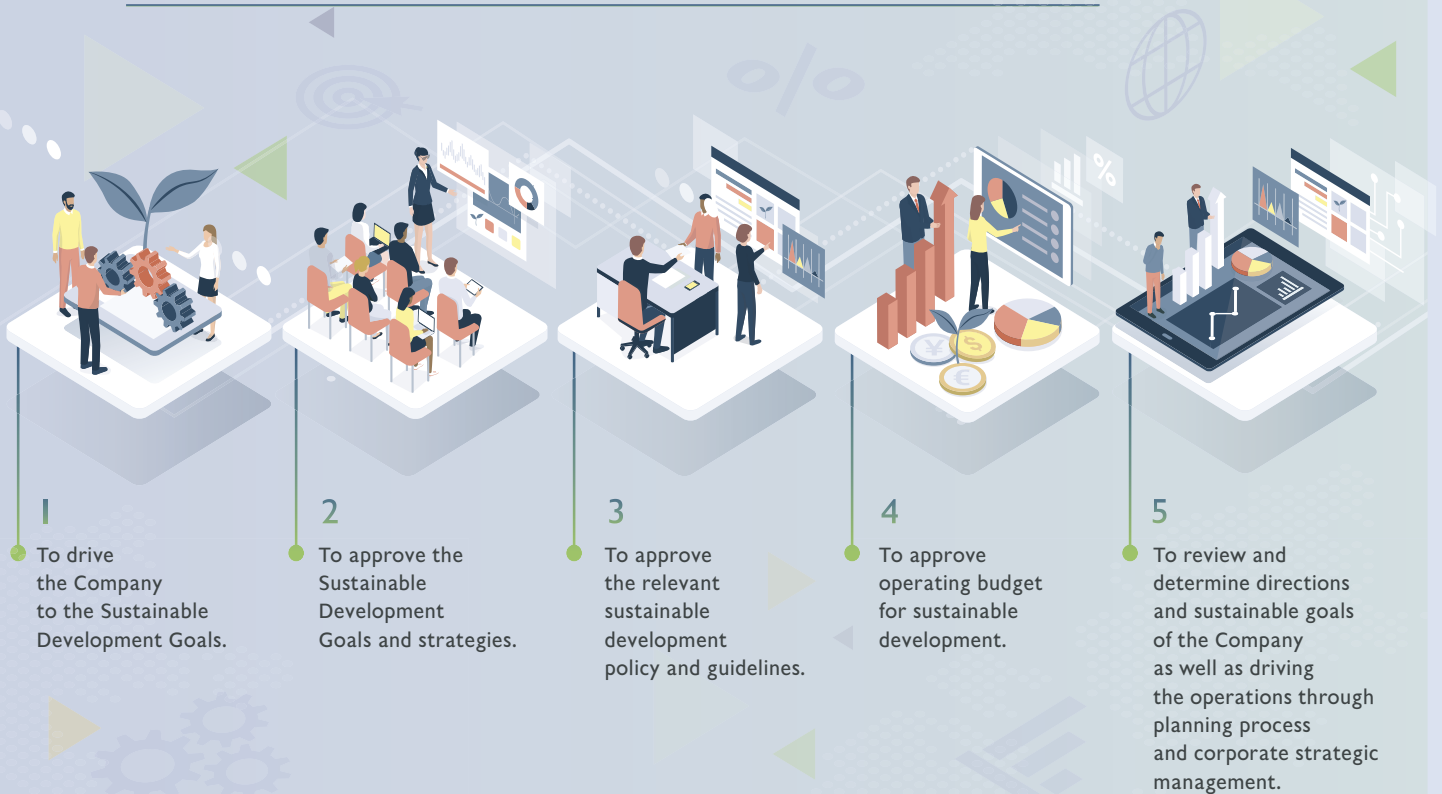 1
To drive
the Company
to the Sustainable
Development Goals.
2
To approve the
Sustainable
Development
Goals and strategies.
3
To approve
the relevant
sustainable
development
policy and guidelines.
4
To approve
operating budget
for sustainable
development.
5
To review and
determine directions
and sustainable goals
of the Company
as well as driving
the operations through
planning process
and corporate strategic
management.
%
%
¥
$
€